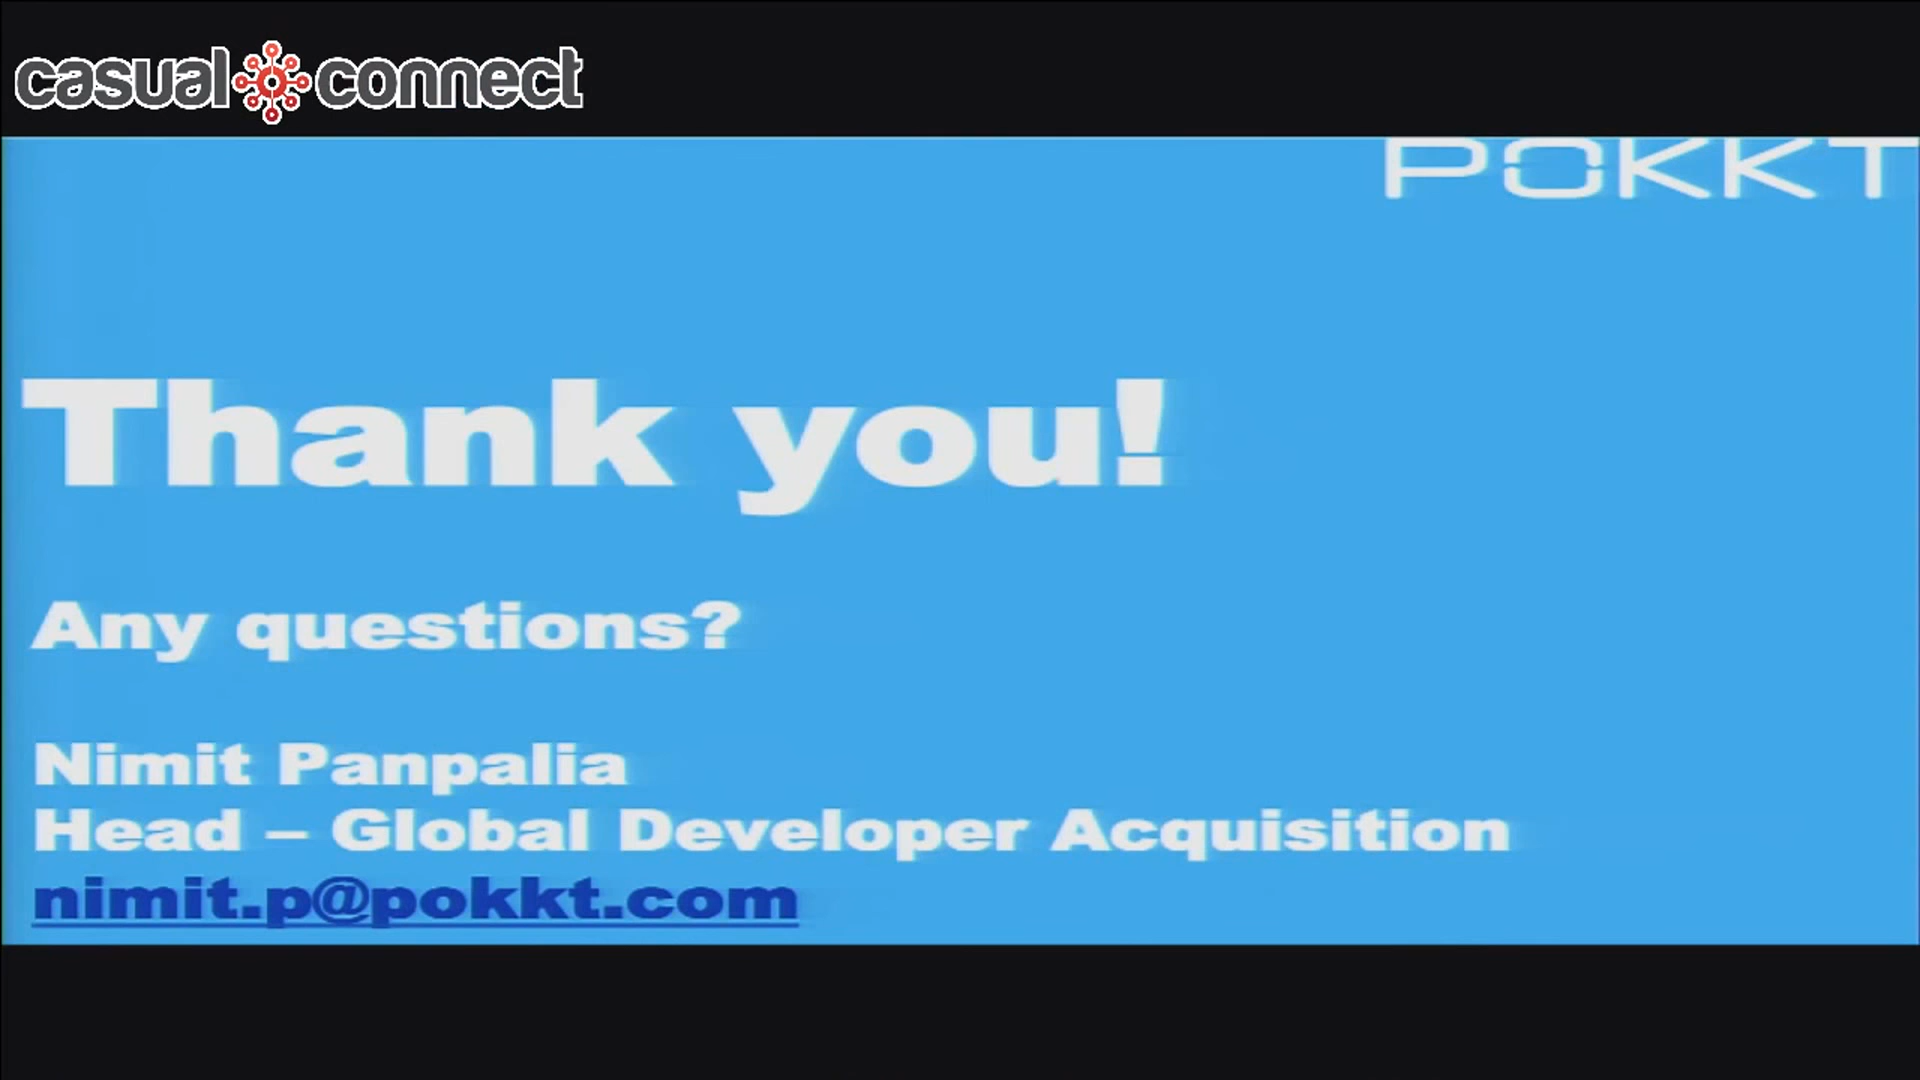 casual connect
POKKT
Thank you!
Any questions?
Nimit Panpalia
Head – Global Developer Acquisition
nimit.p@pokkt.com